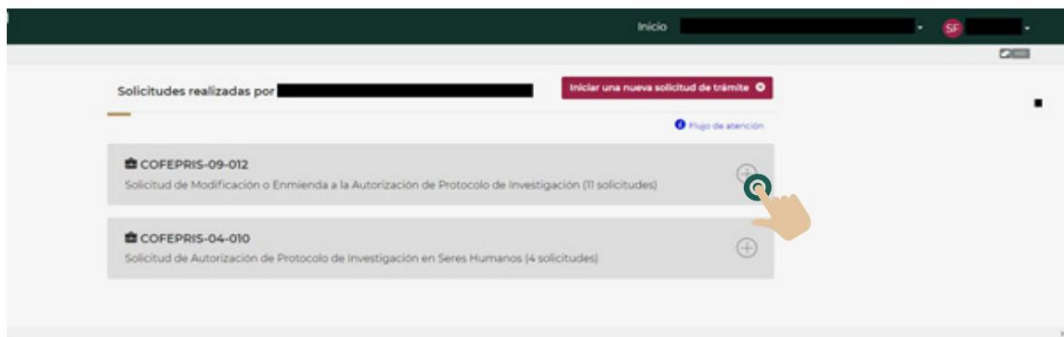 Inicio
SF
Solicitudes realizadas por
Iniciar una nueva solicitud de trámite
Flujo de atención
COFEPRIS-09-012
Solicitud de Modificación o Enmienda a la Autorización de Protocolo de Investigación (11 solicitudes)
COFEPRIS-04-010
Solicitud de Autorización de Protocolo de Investigación en Seres Humanos (4 solicitudes)